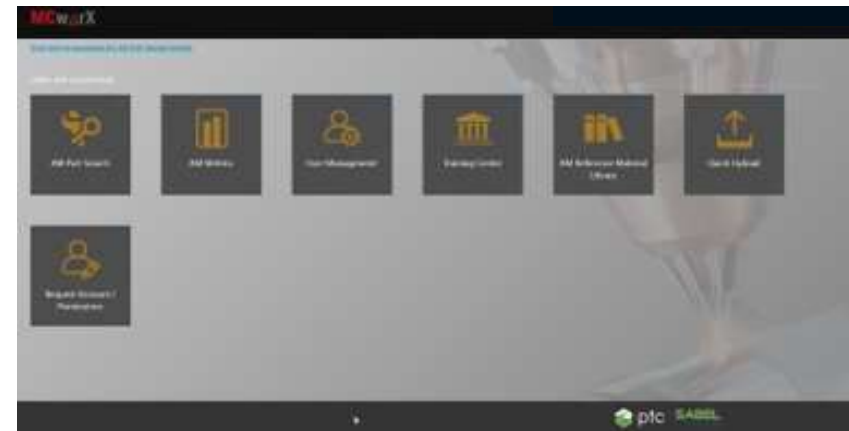 MCworX
AM Part Search
AM Metrics
User Management
Training Center
AM Reference Material
Library
Quick Upload
Request Account /
Permissions
ptc
SABEL